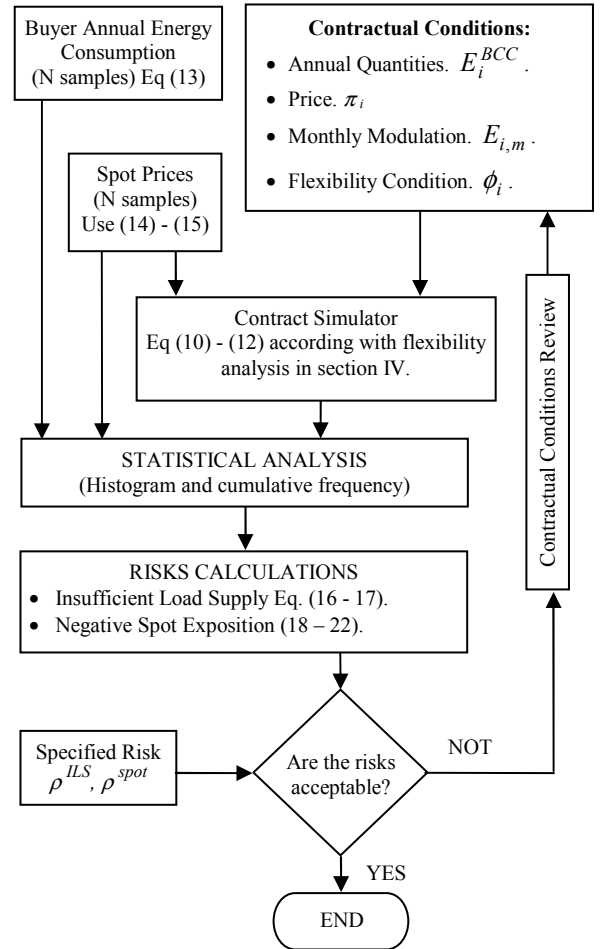 Buyer Annual Energy
Consumption
(N samples) Eq (13)
Contractual Conditions:
• Annual Quantities. E_i^{BCC}.
• Price. π_i
• Monthly Modulation. E_{i,m}.
• Flexibility Condition. ϕ_i.
Spot Prices
(N samples)
Use (14) - (15)
Contract Simulator
Eq (10) - (12) according with flexibility
analysis in section IV.
Contractual Conditions Review
STATISTICAL ANALYSIS
(Histogram and cumulative frequency)
RISKS CALCULATIONS
• Insufficient Load Supply Eq. (16 - 17).
• Negative Spot Exposition (18 – 22).
Specified Risk
ρ^{ILS}, ρ^{spot}
Are the risks
acceptable?
NOT
YES
END